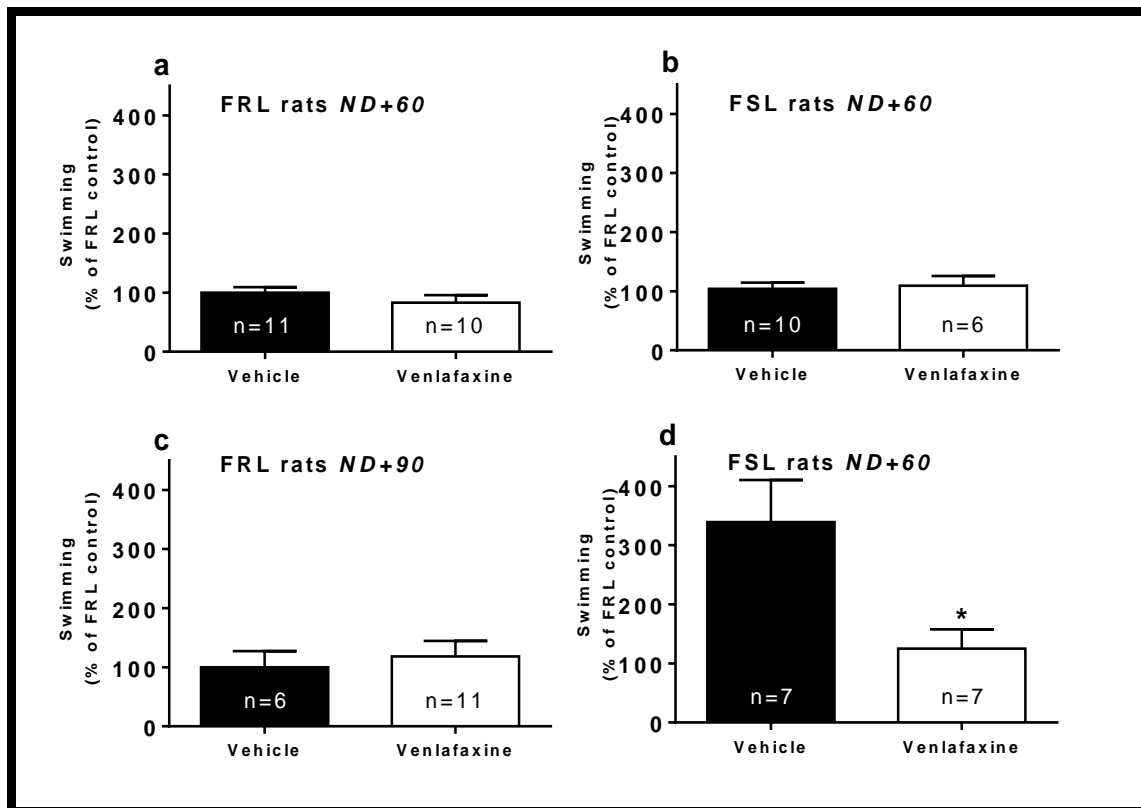 a
FRL rats ND+60
Swimming
(% of FRL control)
400
300
200
100
0
n=11
n=10
Vehicle
Venlafaxine
b
FSL rats ND+60
Swimming
(% of FRL control)
400
300
200
100
0
n=10
n=6
Vehicle
Venlafaxine
c
FRL rats ND+90
Swimming
(% of FRL control)
400
300
200
100
0
n=6
n=11
Vehicle
Venlafaxine
d
FSL rats ND+60
Swimming
(% of FRL control)
400
300
200
100
0
*
n=7
n=7
Vehicle
Venlafaxine